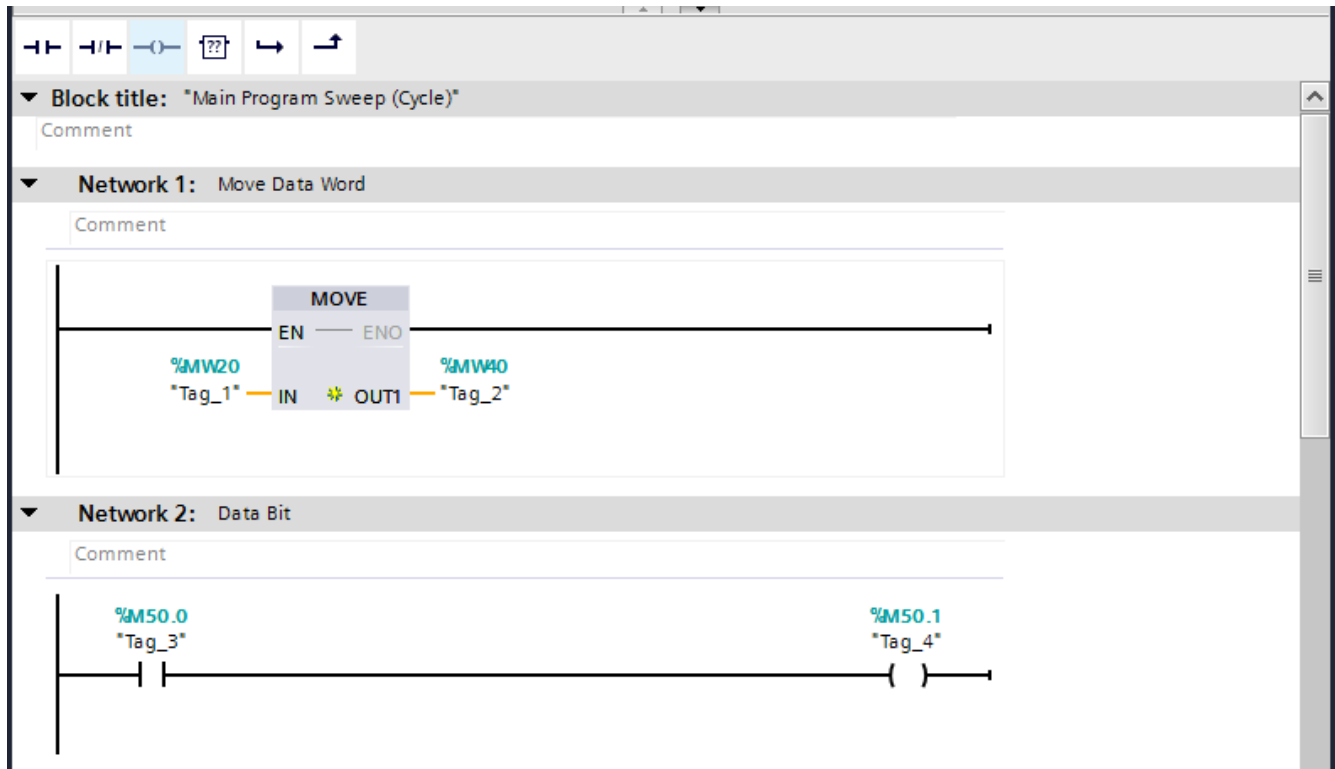 ??
Block title: "Main Program Sweep (Cycle)"
Comment
Network 1: Move Data Word
Comment
MOVE
EN ENO
%MW20 %MW40
"Tag_1" IN OUT1 "Tag_2"
Network 2: Data Bit
Comment
%M50.0 %M50.1
"Tag_3" "Tag_4"